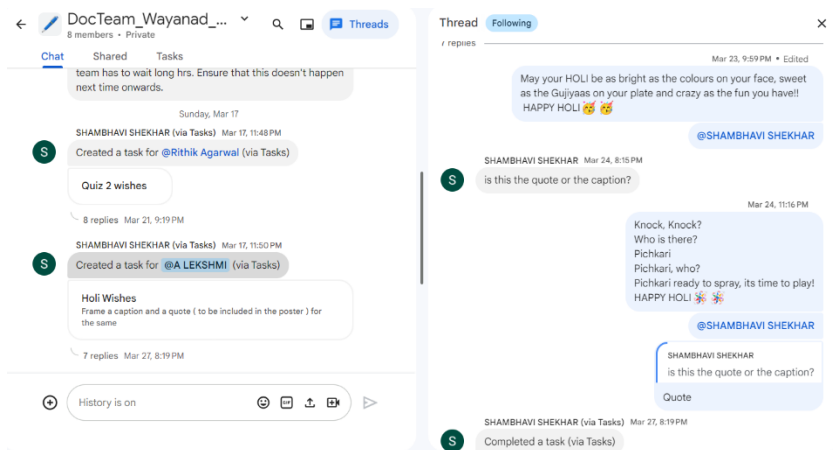 DocTeam_Wayanad_...
8 members • Private
Threads
Chat Shared Tasks
team has to wait long hrs. Ensure that this doesn't happen
next time onwards.
Sunday, Mar 17
SHAMBHAVI SHEKHAR (via Tasks) Mar 17, 11:48 PM
S
Created a task for @Rithik Agarwal (via Tasks)
Quiz 2 wishes
8 replies Mar 21, 9:19 PM
SHAMBHAVI SHEKHAR (via Tasks) Mar 17, 11:50 PM
S
Created a task for @A LEKSHMI (via Tasks)
Holi Wishes
Frame a caption and a quote ( to be included in the poster ) for
the same
7 replies Mar 27, 8:19 PM
History is on
GIF
Thread Following
7 replies
Mar 23, 9:59 PM • Edited
May your HOLI be as bright as the colours on your face, sweet
as the Gujiyaas on your plate and crazy as the fun you have!!
HAPPY HOLI🥳 🥳
@SHAMBHAVI SHEKHAR
SHAMBHAVI SHEKHAR Mar 24, 8:15 PM
S
is this the quote or the caption?
Mar 24, 11:16 PM
Knock, Knock?
Who is there?
Pichkari
Pichkari, who?
Pichkari ready to spray, its time to play!
HAPPY HOLI🎊 🎊
@SHAMBHAVI SHEKHAR
SHAMBHAVI SHEKHAR
is this the quote or the caption?
Quote
SHAMBHAVI SHEKHAR (via Tasks) Mar 27, 8:19 PM
S
Completed a task (via Tasks)